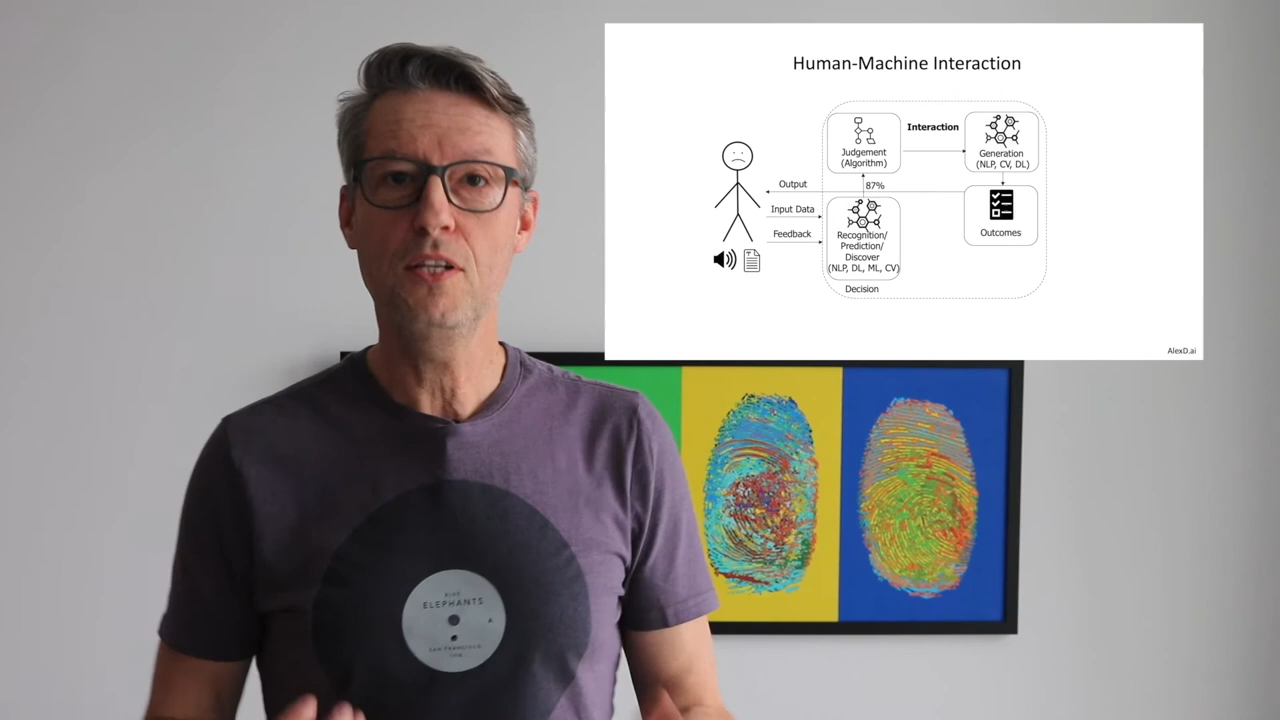 Human-Machine Interaction
Judgement
(Algorithm)
Interaction
Generation
(NLP, CV, DL)
Output
87%
Input Data
Feedback
Recognition/
Prediction/
Discover
(NLP, DL, ML, CV)
Decision
Outcomes
AlexD.ai
ELEPHANTS
A
SAN FRANCISCO